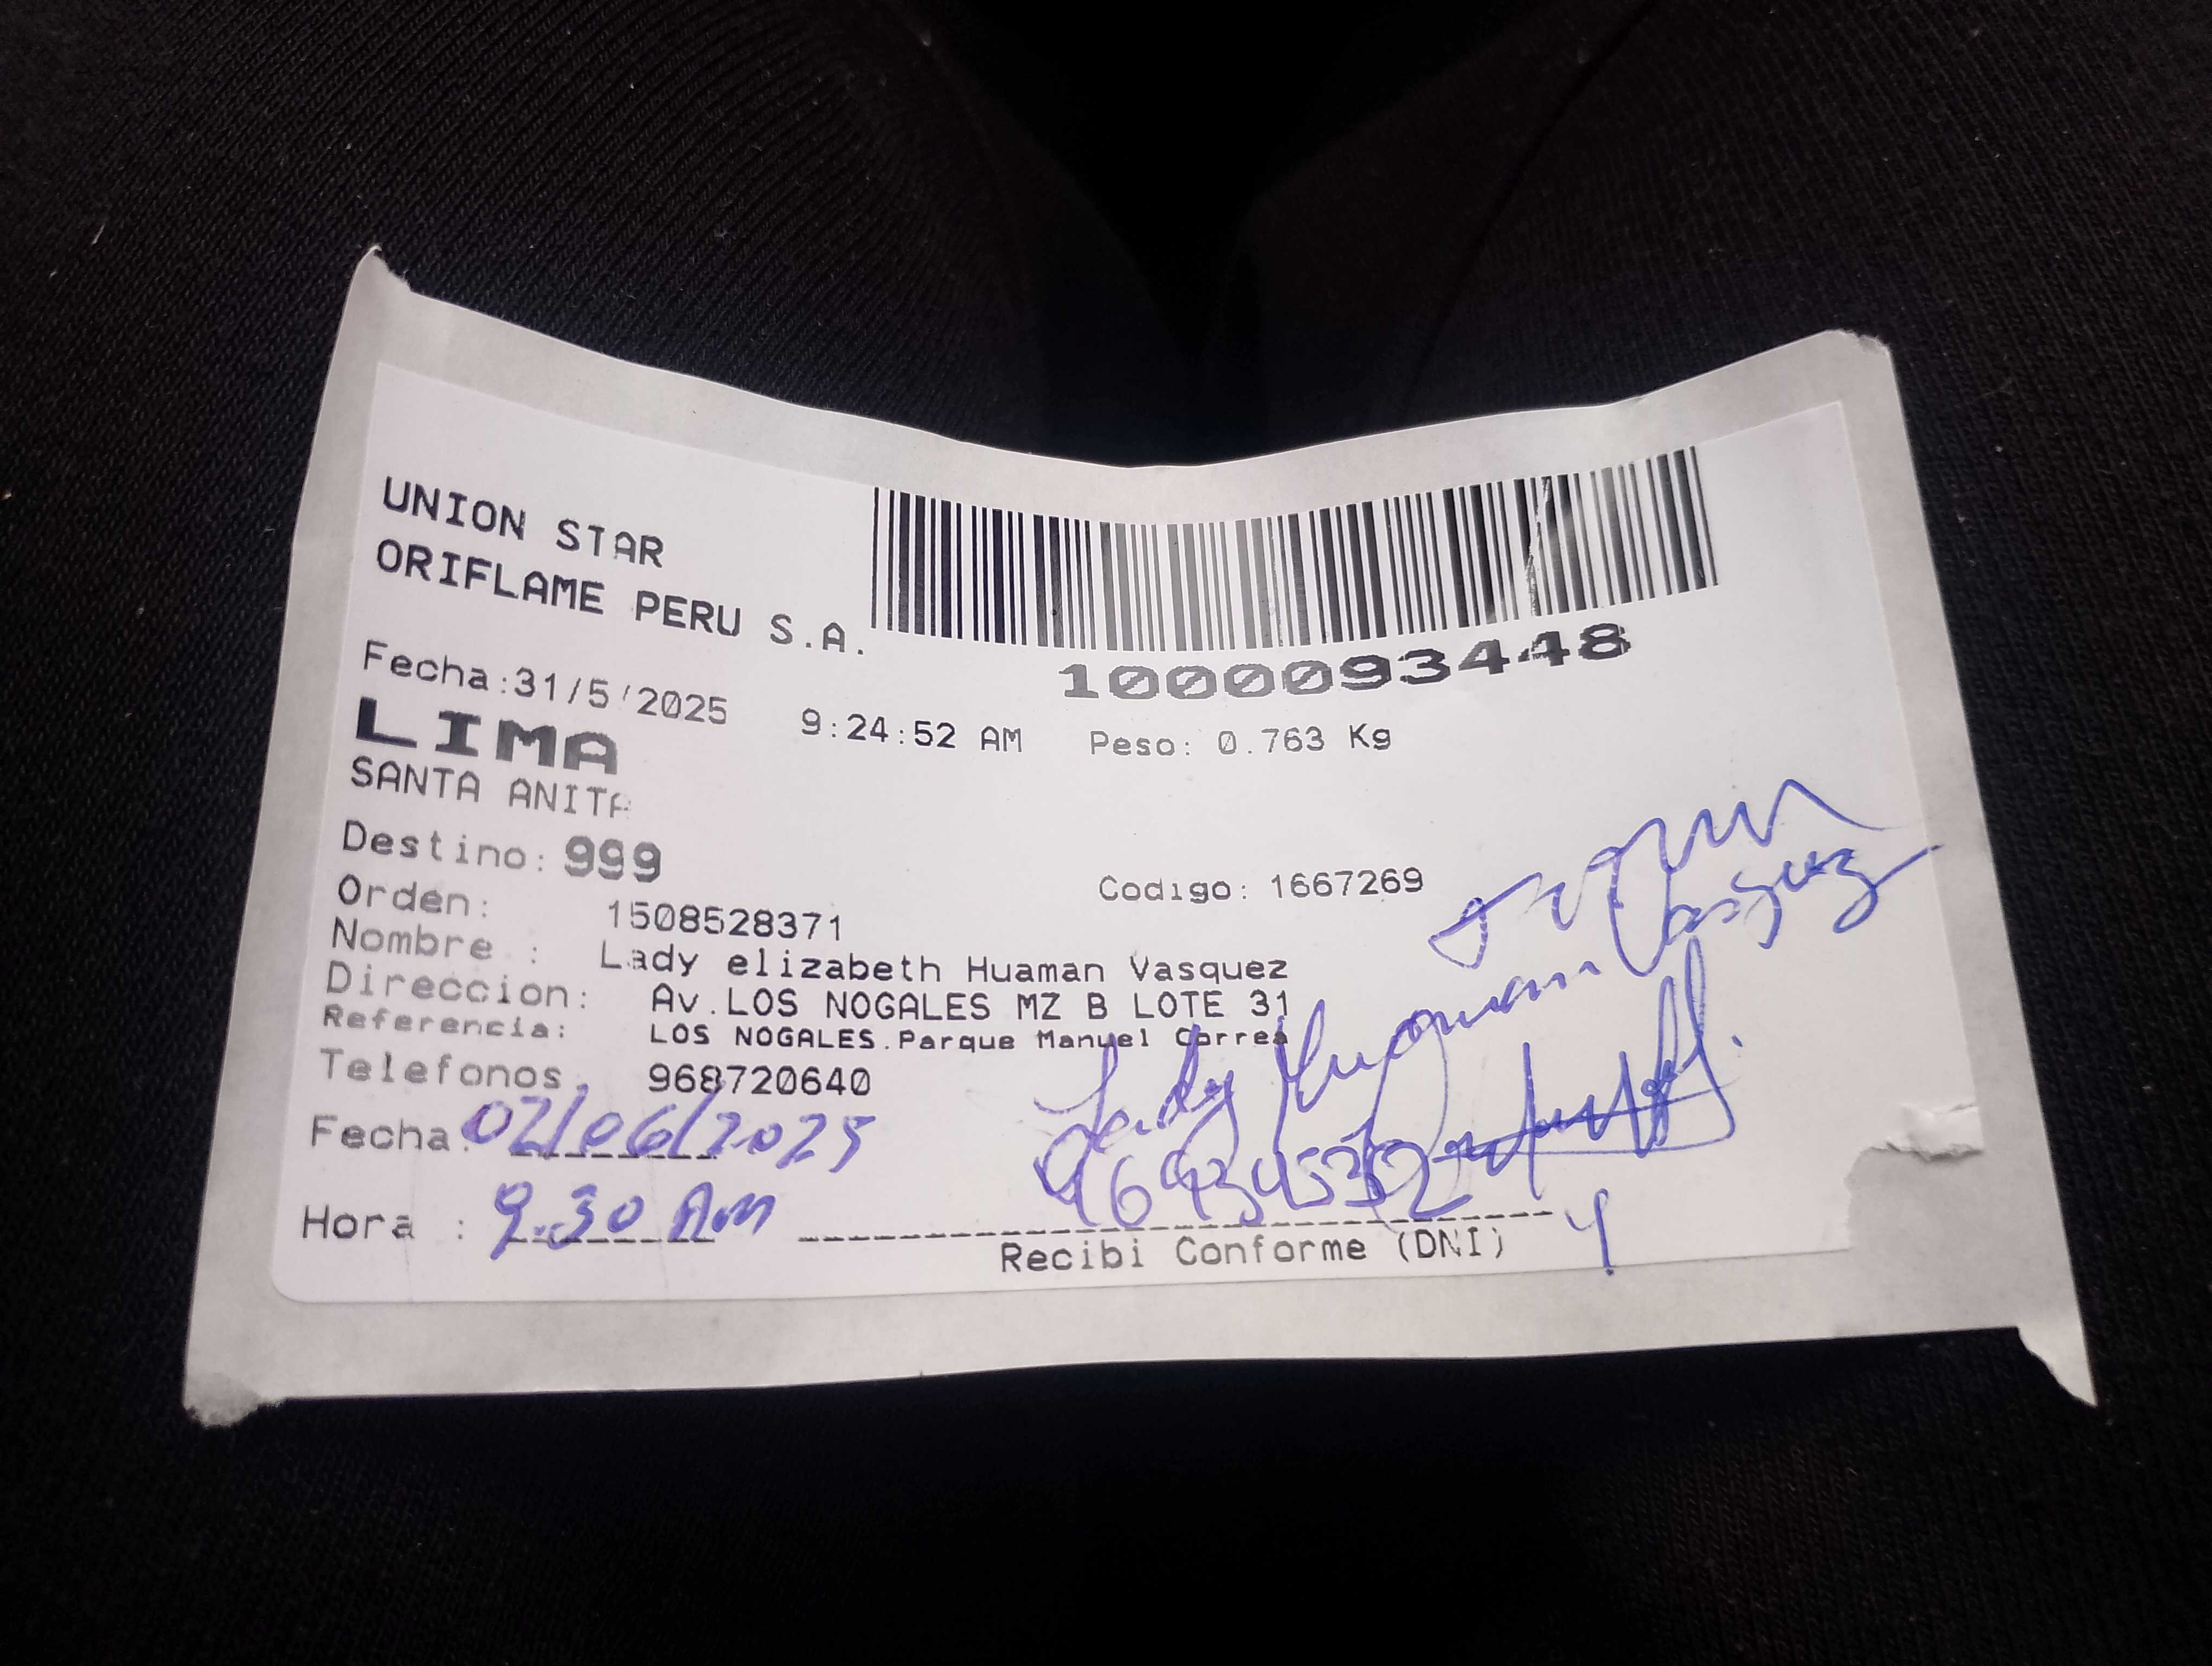 UNION STAR
ORIFLAME PERU S.A.
1000093448
Fecha:31/5/2025 9:24:52 AM Peso: 0.763 Kg
LIMA
SANTA ANITA
Destino: 999
Codigo: 1667269
Orden: 1508528371
Nombre : Lady elizabeth Huaman Vasquez
Direccion: Av.LOS NOGALES MZ B LOTE 31
Referencia: LOS NOGALES.Parque Manuel Correa
Telefonos 968720640
Lady Huaman Vasquez
Fecha: 02/06/2025
Hora : 9.30 Am
Recibi Conforme (DNI)